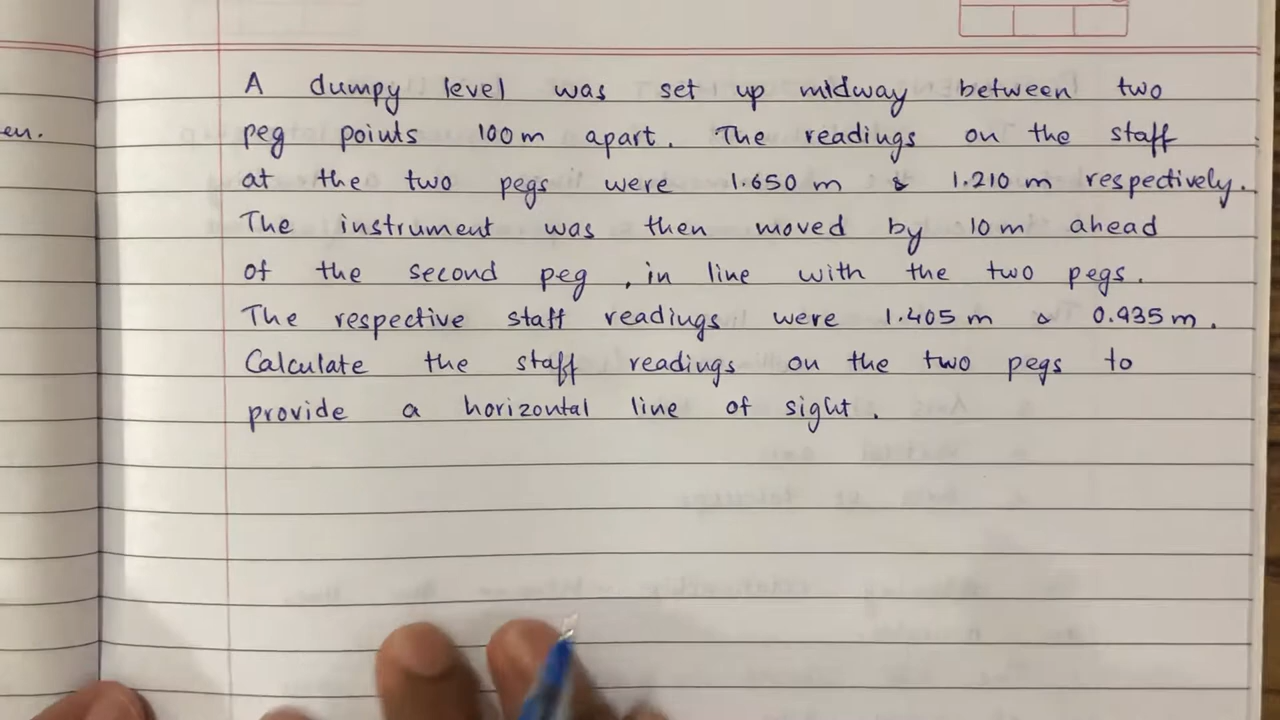 en.
A dumpy level was set up midway between two
peg points 100m apart. The readings on the staff
at the two pegs were 1.650 m & 1.210 m respectively.
The instrument was then moved by 10 m ahead
of the second peg , in line with the two pegs.
The respective staff readings were 1.405 m & 0.935 m.
Calculate the staff readings on the two pegs to
provide a horizontal line of sight.